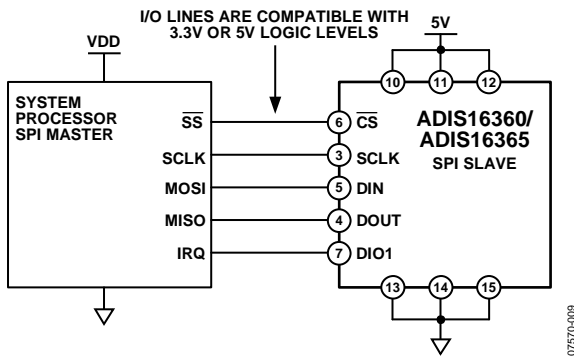 I/O LINES ARE COMPATIBLE WITH
3.3V OR 5V LOGIC LEVELS
VDD
5V
10
11
12
SYSTEM
PROCESSOR
SPI MASTER
ADIS16360/
ADIS16365
SPI SLAVE
SS
6
CS
SCLK
3
SCLK
MOSI
5
DIN
MISO
4
DOUT
IRQ
7
DIO1
13
14
15
07570-009